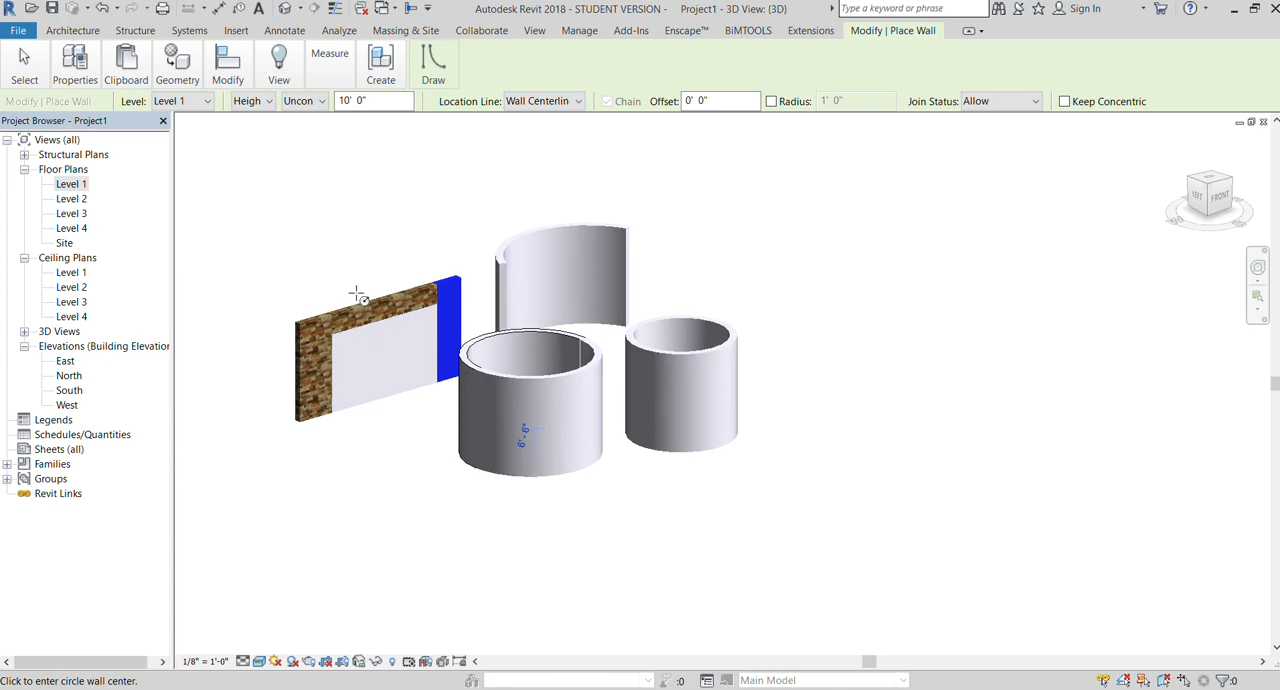 Autodesk Revit 2018 - STUDENT VERSION - Project1 - 3D View: {3D}
Type a keyword or phrase
Sign In
File Architecture Structure Systems Insert Annotate Analyze Massing & Site Collaborate View Manage Add-Ins Enscape™ BiMTOOLS Extensions Modify | Place Wall
Measure
Select Properties Clipboard Geometry Modify View Create Draw
Modify | Place Wall Level: Level 1 Heigh Uncon 10' 0" Location Line: Wall Centerlin Chain Offset: 0' 0" Radius: 1' 0" Join Status: Allow Keep Concentric
Project Browser - Project1
Views (all)
Structural Plans
Floor Plans
Level 1
Level 2
Level 3
Level 4
Site
Ceiling Plans
Level 1
Level 2
Level 3
Level 4
3D Views
Elevations (Building Elevation
East
North
South
West
Legends
Schedules/Quantities
Sheets (all)
Families
Groups
Revit Links
LEFT FRONT
6' - 6"
1/8" = 1'-0"
Click to enter circle wall center.
:0
Main Model
:0